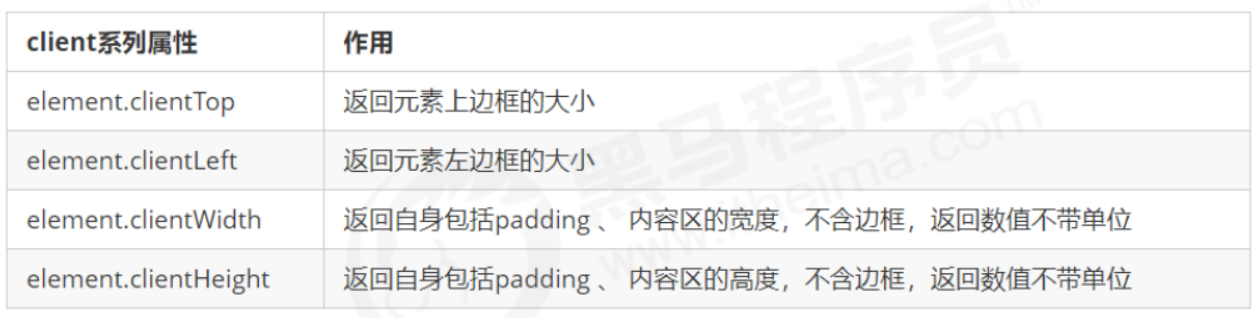 client系列属性 作用
element.clientTop 返回元素上边框的大小
element.clientLeft 返回元素左边框的大小
element.clientWidth 返回自身包括padding 、 内容区的宽度，不含边框，返回数值不带单位
element.clientHeight 返回自身包括padding 、 内容区的高度，不含边框，返回数值不带单位
黑马程序员TM
www.itheima.com